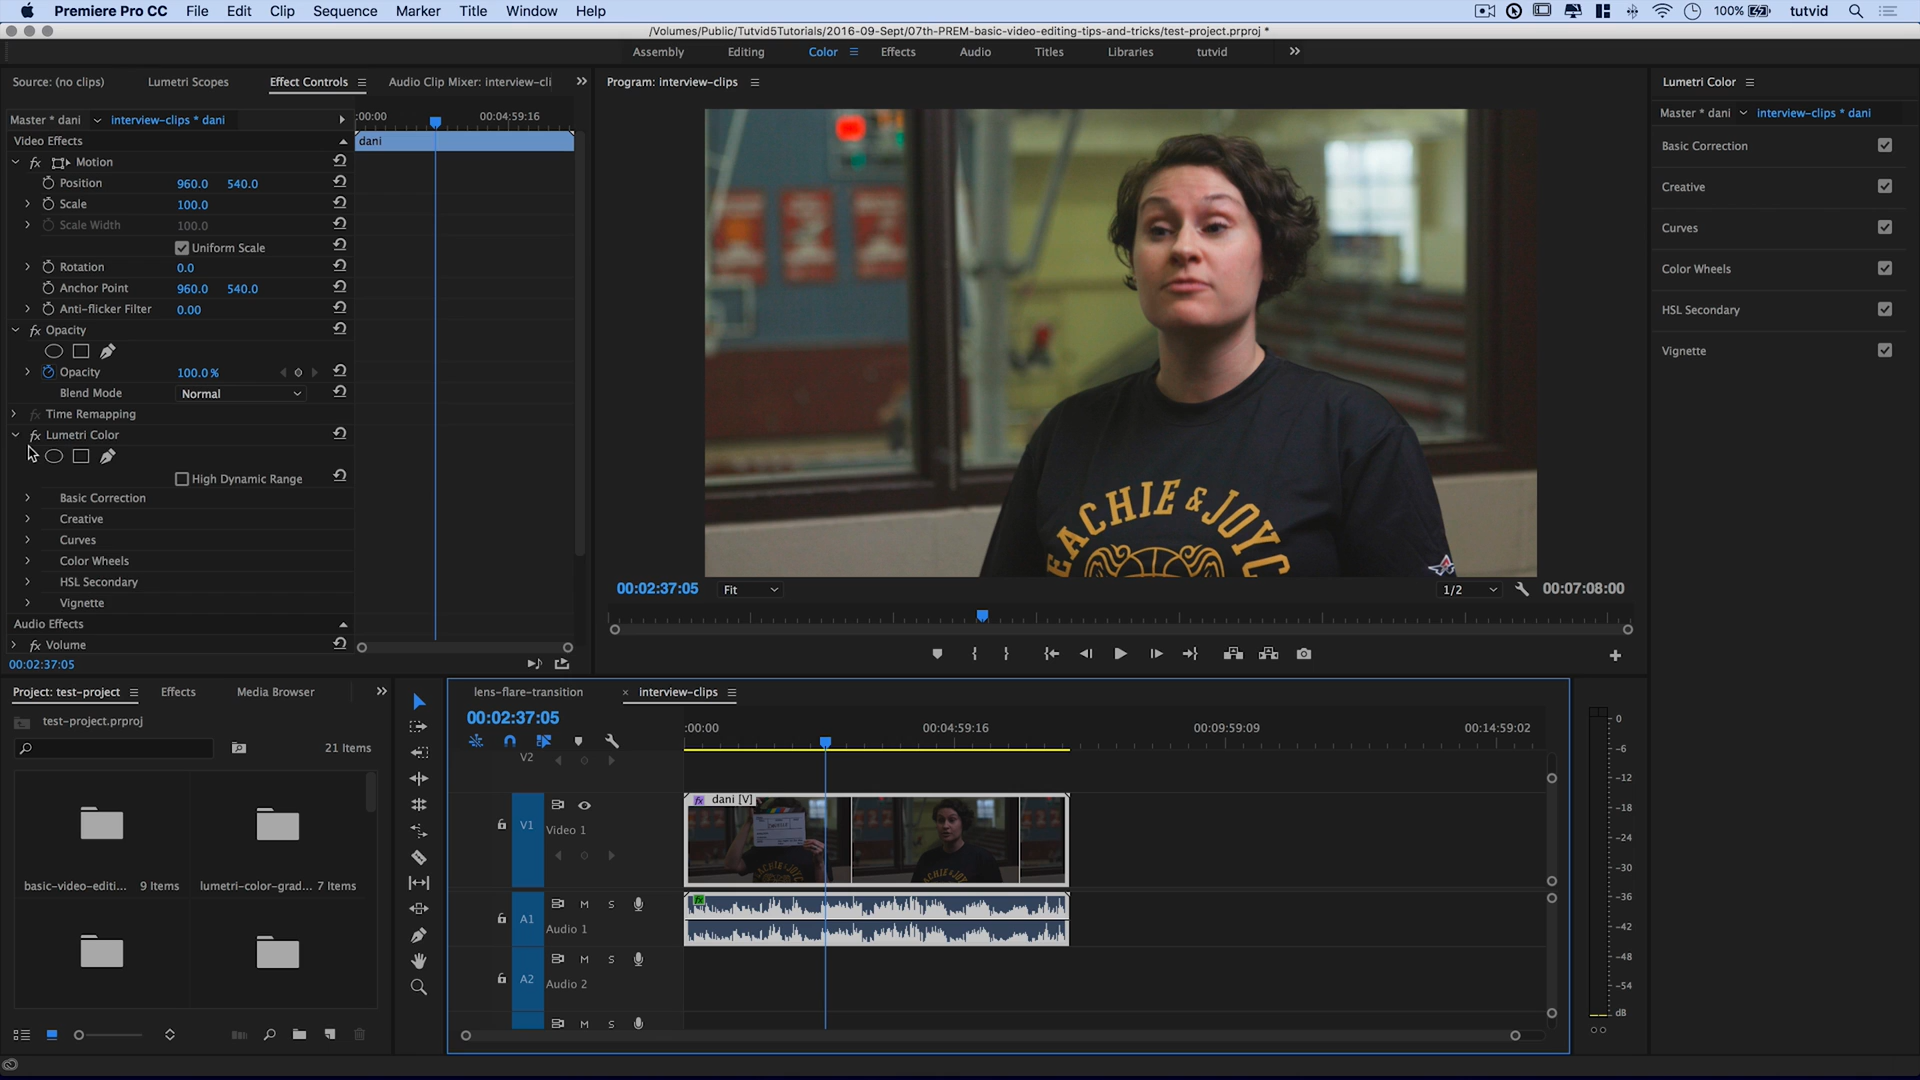 Premiere Pro CC File Edit Clip Sequence Marker Title Window Help 100% tutvid
/Volumes/Public/Tutvid5Tutorials/2016-09-Sept/07th-PREM-basic-video-editing-tips-and-tricks/test-project.prproj *
Assembly Editing Color Effects Audio Titles Libraries tutvid
Source: (no clips) Lumetri Scopes Effect Controls Audio Clip Mixer: interview-cli
Program: interview-clips
Lumetri Color
Master * dani interview-clips * dani
:00:00 00:04:59:16
Master * dani interview-clips * dani
Video Effects
dani
Motion
Position 960.0 540.0
Scale 100.0
Scale Width 100.0
Uniform Scale
Rotation 0.0
Anchor Point 960.0 540.0
Anti-flicker Filter 0.00
fx Opacity
Opacity 100.0 %
Blend Mode Normal
fx Time Remapping
fx Lumetri Color
High Dynamic Range
Basic Correction
Creative
Curves
Color Wheels
HSL Secondary
Vignette
Audio Effects
fx Volume
00:02:37:05
Basic Correction
Creative
Curves
Color Wheels
HSL Secondary
Vignette
EACHIE & JOYC
00:02:37:05 Fit 1/2 00:07:08:00
Project: test-project Effects Media Browser
test-project.prproj
21 Items
basic-video-editi... 9 Items lumetri-color-grad... 7 Items
lens-flare-transition × interview-clips
00:02:37:05
:00:00 00:04:59:16 00:09:59:09 00:14:59:02
V2
fx dani [V]
V1 Video 1
A1 M S
Audio 1
A2 M S
Audio 2
M S
0
-6
-12
-18
-24
-30
-36
-42
-48
-54
dB